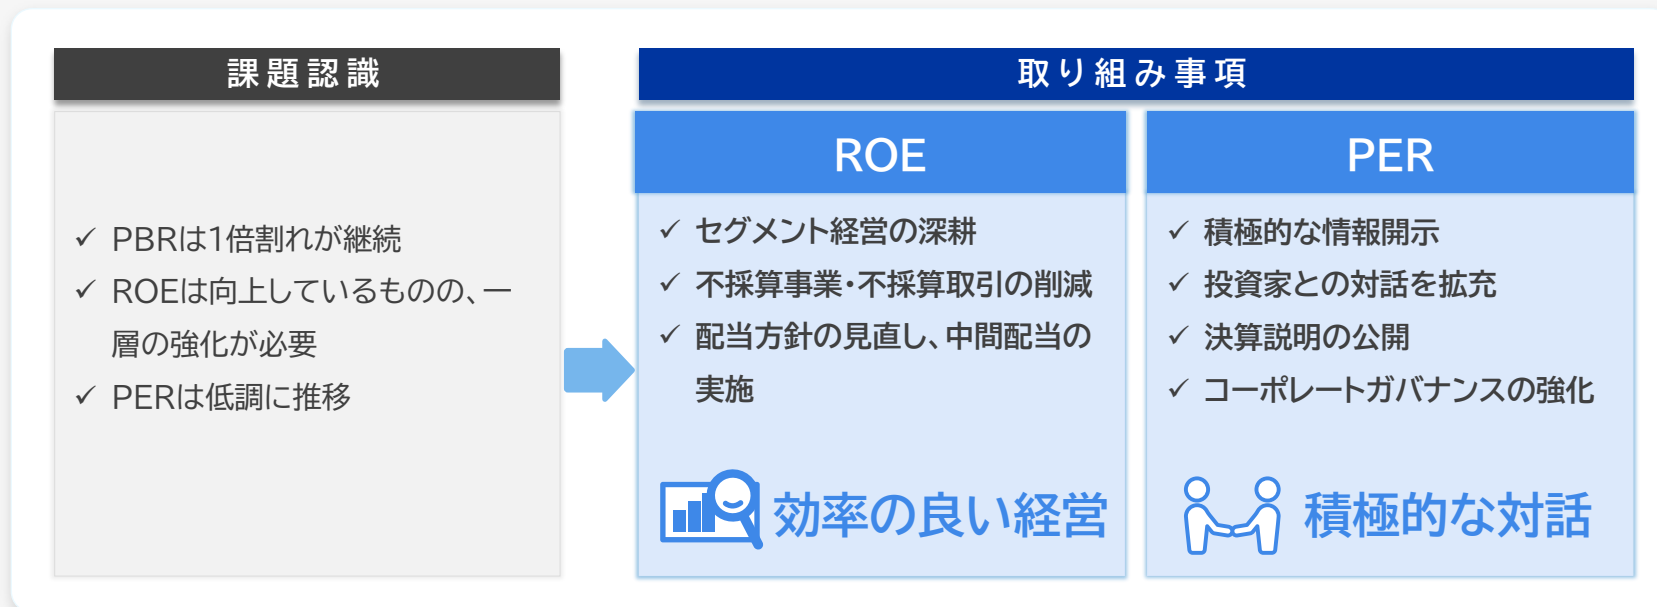 課題認識
✓ PBRは1倍割れが継続
✓ ROEは向上しているものの、一
層の強化が必要
✓ PERは低調に推移
取り組み事項
ROE
✓ セグメント経営の深耕
✓ 不採算事業・不採算取引の削減
✓ 配当方針の見直し、中間配当の
実施
効率の良い経営
PER
✓ 積極的な情報開示
✓ 投資家との対話を拡充
✓ 決算説明の公開
✓ コーポレートガバナンスの強化
積極的な対話